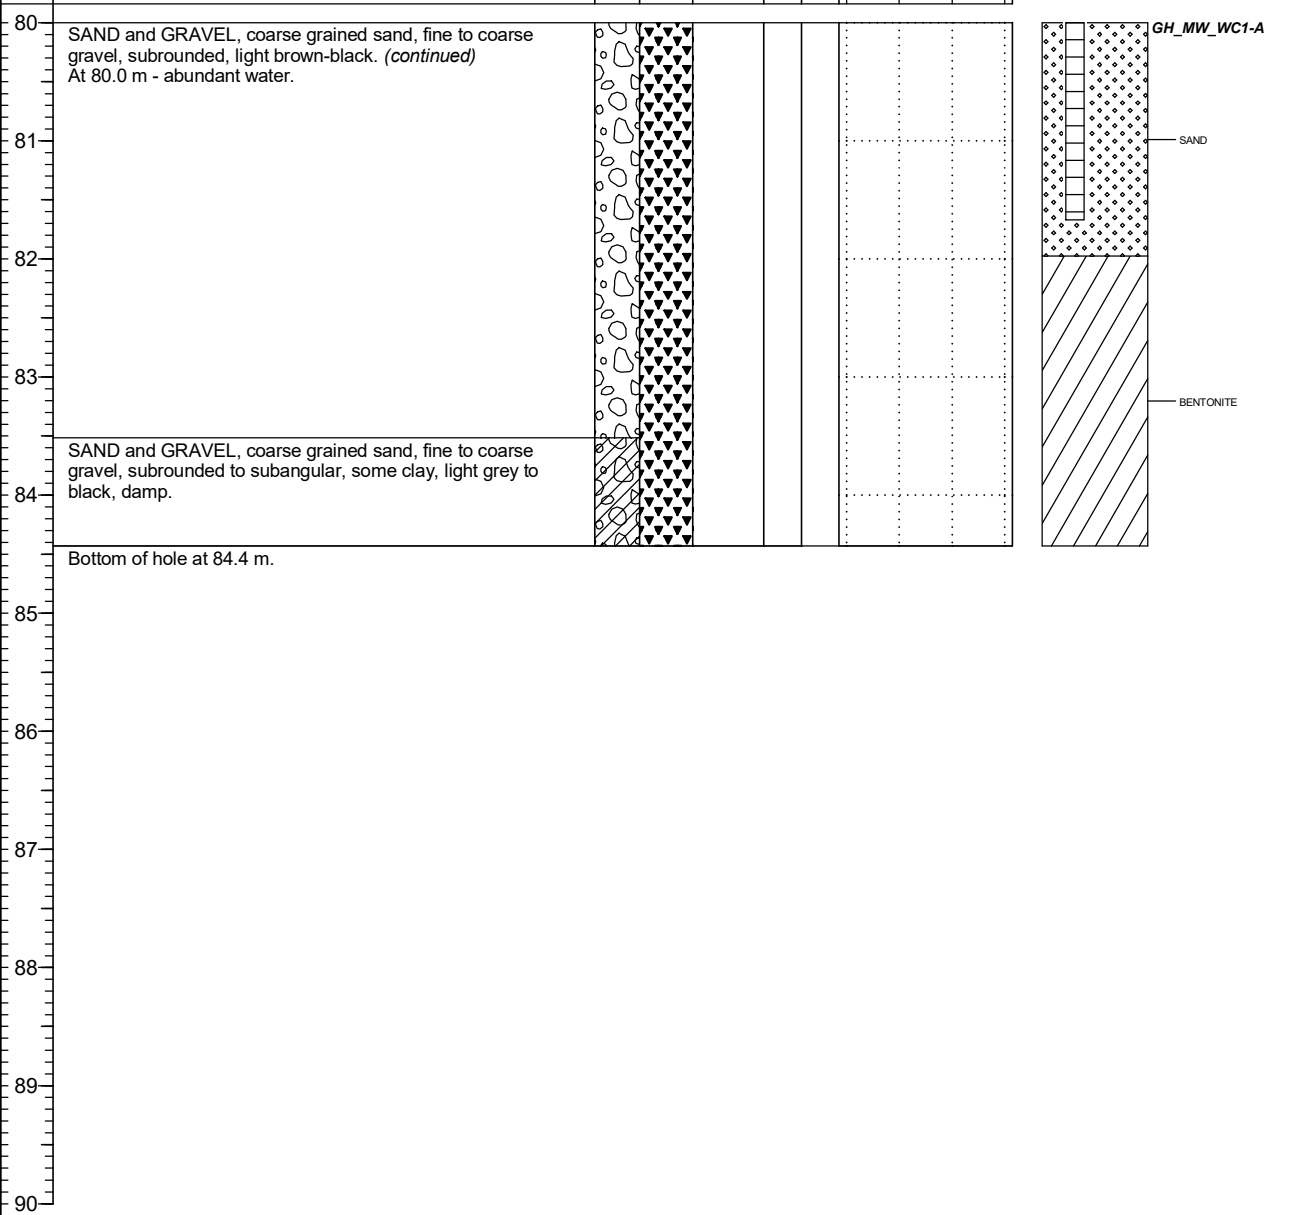 80
SAND and GRAVEL, coarse grained sand, fine to coarse
gravel, subrounded, light brown-black. (continued)
At 80.0 m - abundant water.
GH_MW_WC1-A
81
SAND
82
83
BENTONITE
SAND and GRAVEL, coarse grained sand, fine to coarse
gravel, subrounded to subangular, some clay, light grey to
black, damp.
84
Bottom of hole at 84.4 m.
85
86
87
88
89
90